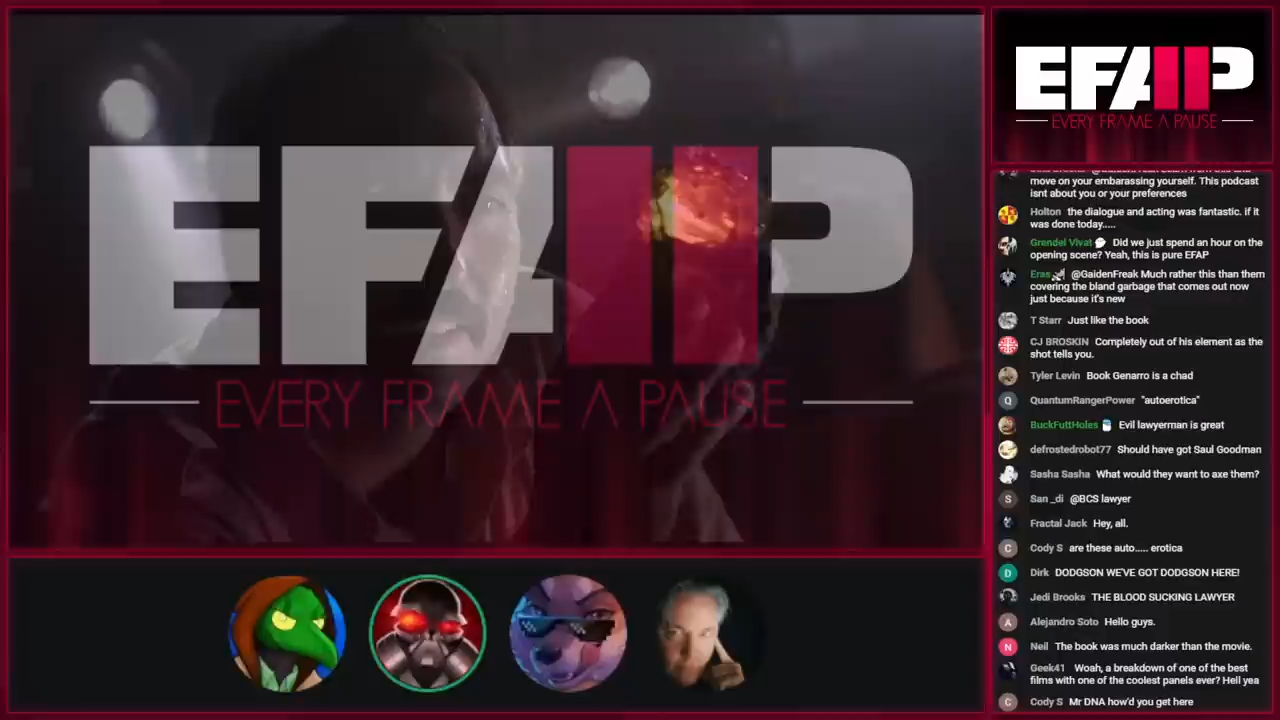 EFAP
EVERY FRAME A PAUSE
EFAP
EVERY FRAME A PAUSE
move on your embarassing yourself. This podcast
isnt about you or your preferences
Holton the dialogue and acting was fantastic. if it
was done today.....
Grendel Vivat Did we just spend an hour on the
opening scene? Yeah, this is pure EFAP
Eras @GaidenFreak Much rather this than them
covering the bland garbage that comes out now
just because it's new
T Starr Just like the book
CJ BROSKIN Completely out of his element as the
shot tells you.
Tyler Levin Book Genarro is a chad
Q QuantumRangerPower "autoerotica"
BuckFuttHoles Evil lawyerman is great
defrostedrobot77 Should have got Saul Goodman
Sasha Sasha What would they want to axe them?
S San _di @BCS lawyer
Fractal Jack Hey, all.
C Cody S are these auto..... erotica
D Dirk DODGSON WE'VE GOT DODGSON HERE!
Jedi Brooks THE BLOOD SUCKING LAWYER
A Alejandro Soto Hello guys.
N Neil The book was much darker than the movie.
Geek41 Woah, a breakdown of one of the best
films with one of the coolest panels ever? Hell yea
C Cody S Mr DNA how'd you get here